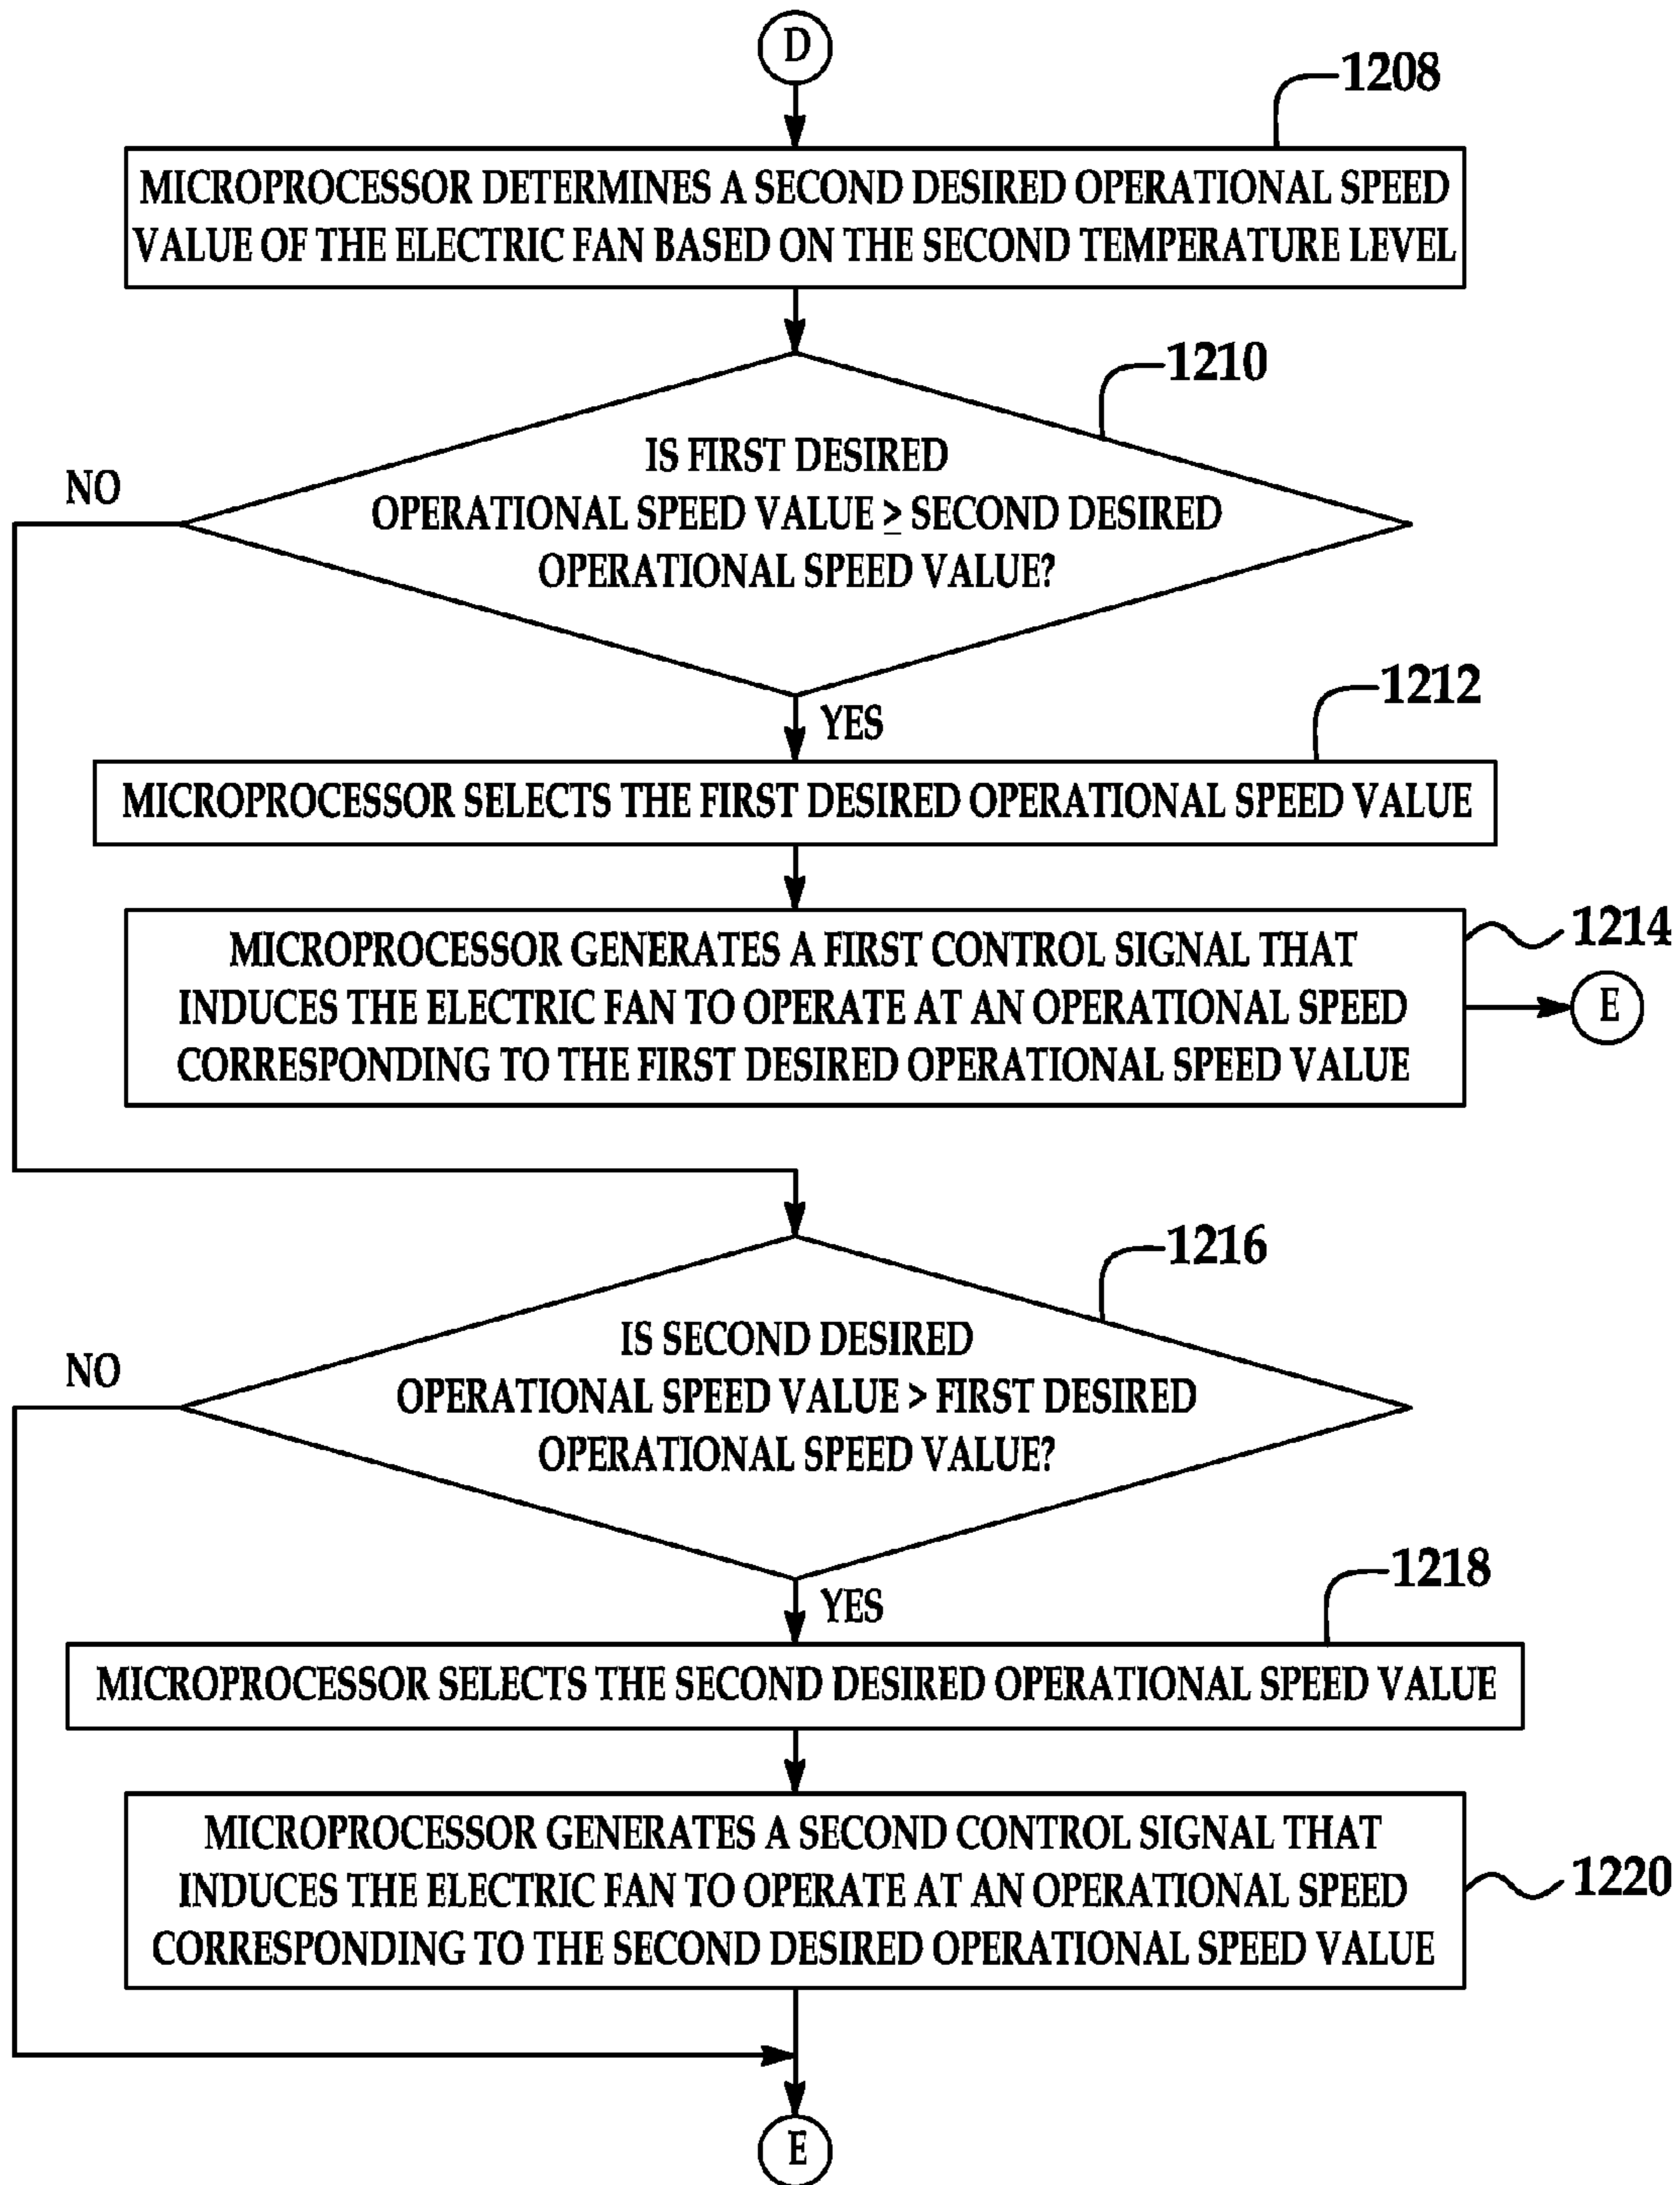 D
1208
MICROPROCESSOR DETERMINES A SECOND DESIRED OPERATIONAL SPEED
VALUE OF THE ELECTRIC FAN BASED ON THE SECOND TEMPERATURE LEVEL
1210
IS FIRST DESIRED
OPERATIONAL SPEED VALUE ≥ SECOND DESIRED
OPERATIONAL SPEED VALUE?
NO
YES
1212
MICROPROCESSOR SELECTS THE FIRST DESIRED OPERATIONAL SPEED VALUE
1214
MICROPROCESSOR GENERATES A FIRST CONTROL SIGNAL THAT
INDUCES THE ELECTRIC FAN TO OPERATE AT AN OPERATIONAL SPEED
CORRESPONDING TO THE FIRST DESIRED OPERATIONAL SPEED VALUE
E
1216
IS SECOND DESIRED
OPERATIONAL SPEED VALUE > FIRST DESIRED
OPERATIONAL SPEED VALUE?
NO
YES
1218
MICROPROCESSOR SELECTS THE SECOND DESIRED OPERATIONAL SPEED VALUE
MICROPROCESSOR GENERATES A SECOND CONTROL SIGNAL THAT
INDUCES THE ELECTRIC FAN TO OPERATE AT AN OPERATIONAL SPEED
CORRESPONDING TO THE SECOND DESIRED OPERATIONAL SPEED VALUE
1220
E